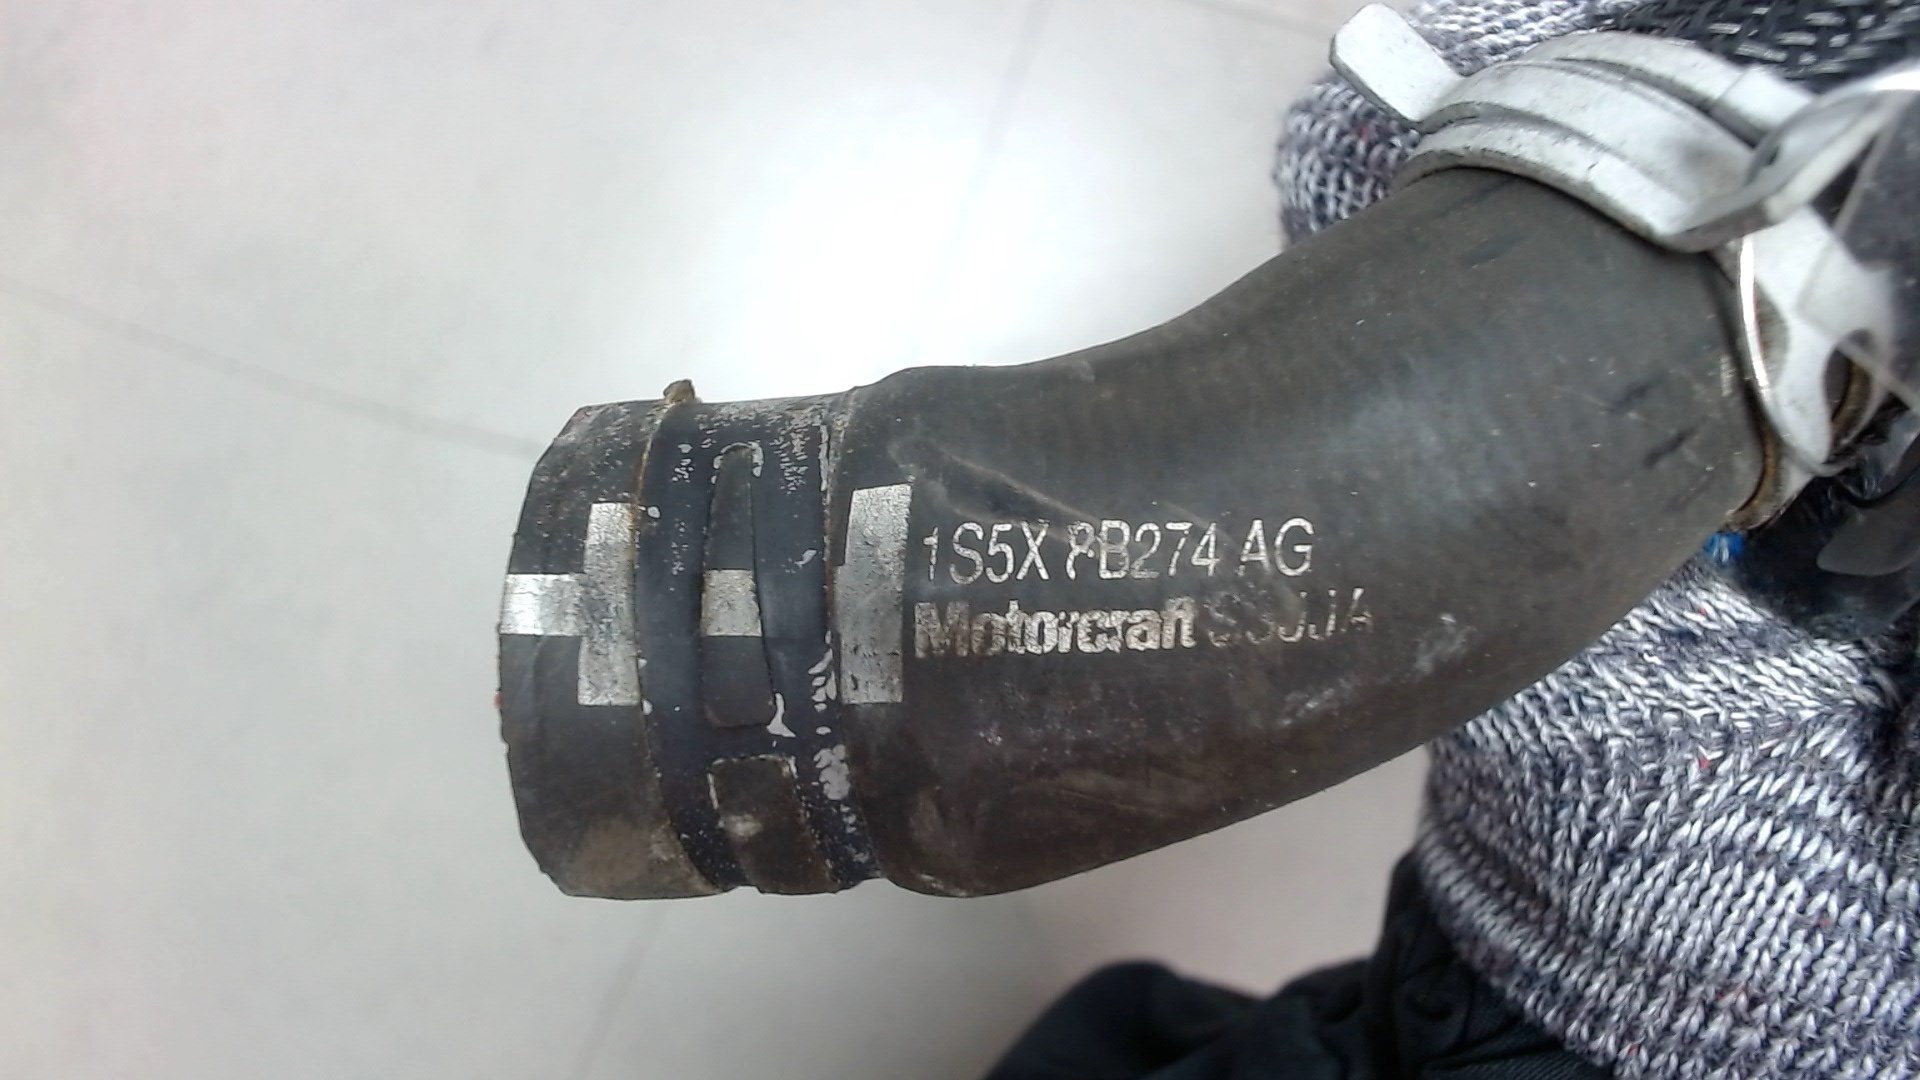 1S5X 8B274 AG
Motorcraft